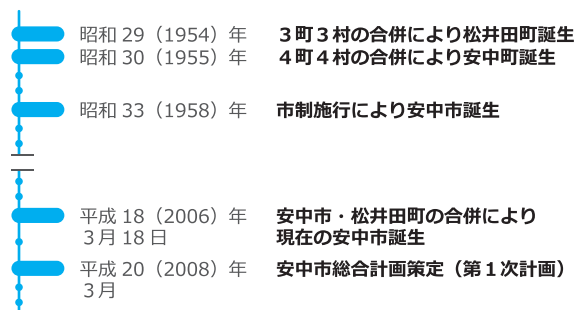 昭和 29（1954）年　３町３村の合併により松井田町誕生
昭和 30（1955）年　４町４村の合併により安中町誕生
昭和 33（1958）年　市制施行により安中市誕生
平成 18（2006）年　安中市・松井田町の合併により
３月 18 日　現在の安中市誕生
平成 20（2008）年　安中市総合計画策定（第１次計画）
３月